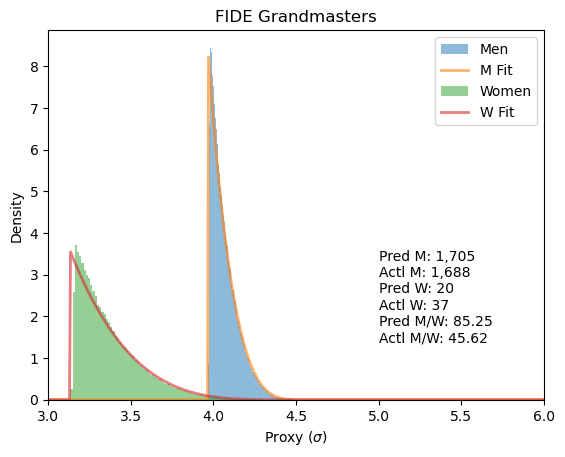 FIDE Grandmasters
Men
M Fit
Women
W Fit
8
7
6
5
4
3
2
1
0
Density
Pred M: 1,705
Actl M: 1,688
Pred W: 20
Actl W: 37
Pred M/W: 85.25
Actl M/W: 45.62
3.0 3.5 4.0 4.5 5.0 5.5 6.0
Proxy (σ)